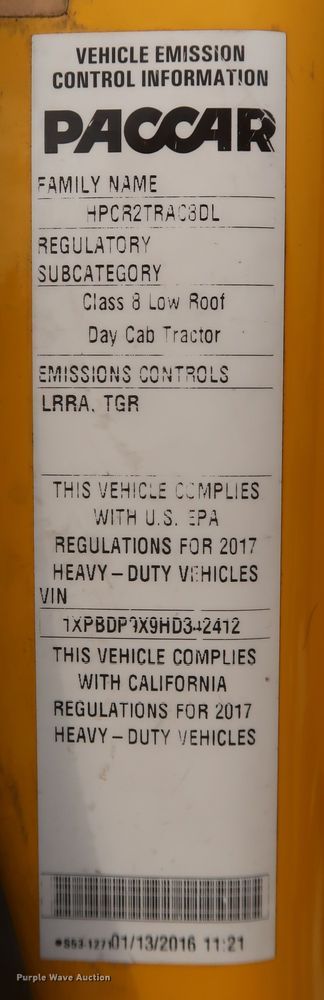 VEHICLE EMISSION
CONTROL INFORMATION
PACCAR
FAMILY NAME
HPCR2TRAC8DL
REGULATORY
SUBCATEGORY
Class 8 Low Roof
Day Cab Tractor
EMISSIONS CONTROLS
LRRA, TGR
THIS VEHICLE COMPLIES
WITH U.S. EPA
REGULATIONS FOR 2017
HEAVY-DUTY VEHICLES
VIN
THIS VEHICLE COMPLIES
WITH CALIFORNIA
REGULATIONS FOR 2017
HEAVY-DUTY VEHICLES
01/13/2016 11:21
Purple Wave Auction